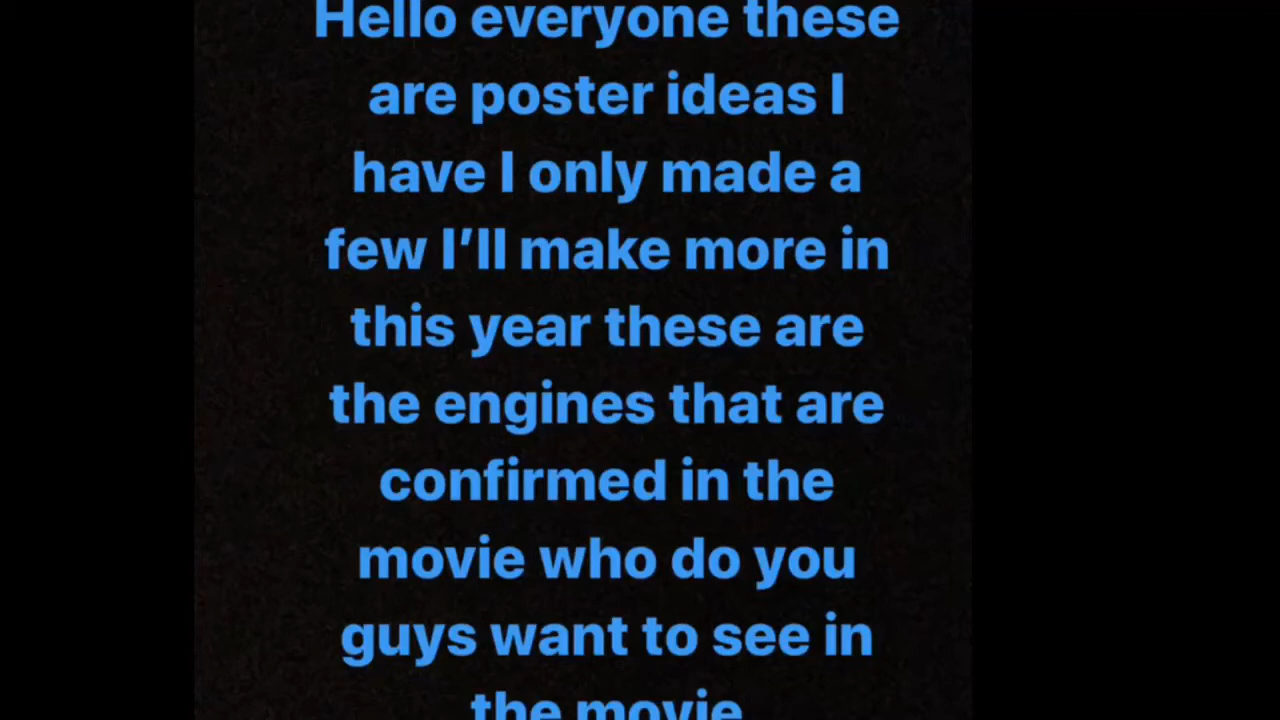 Hello everyone these
are poster ideas I
have I only made a
few I’ll make more in
this year these are
the engines that are
confirmed in the
movie who do you
guys want to see in
the movie